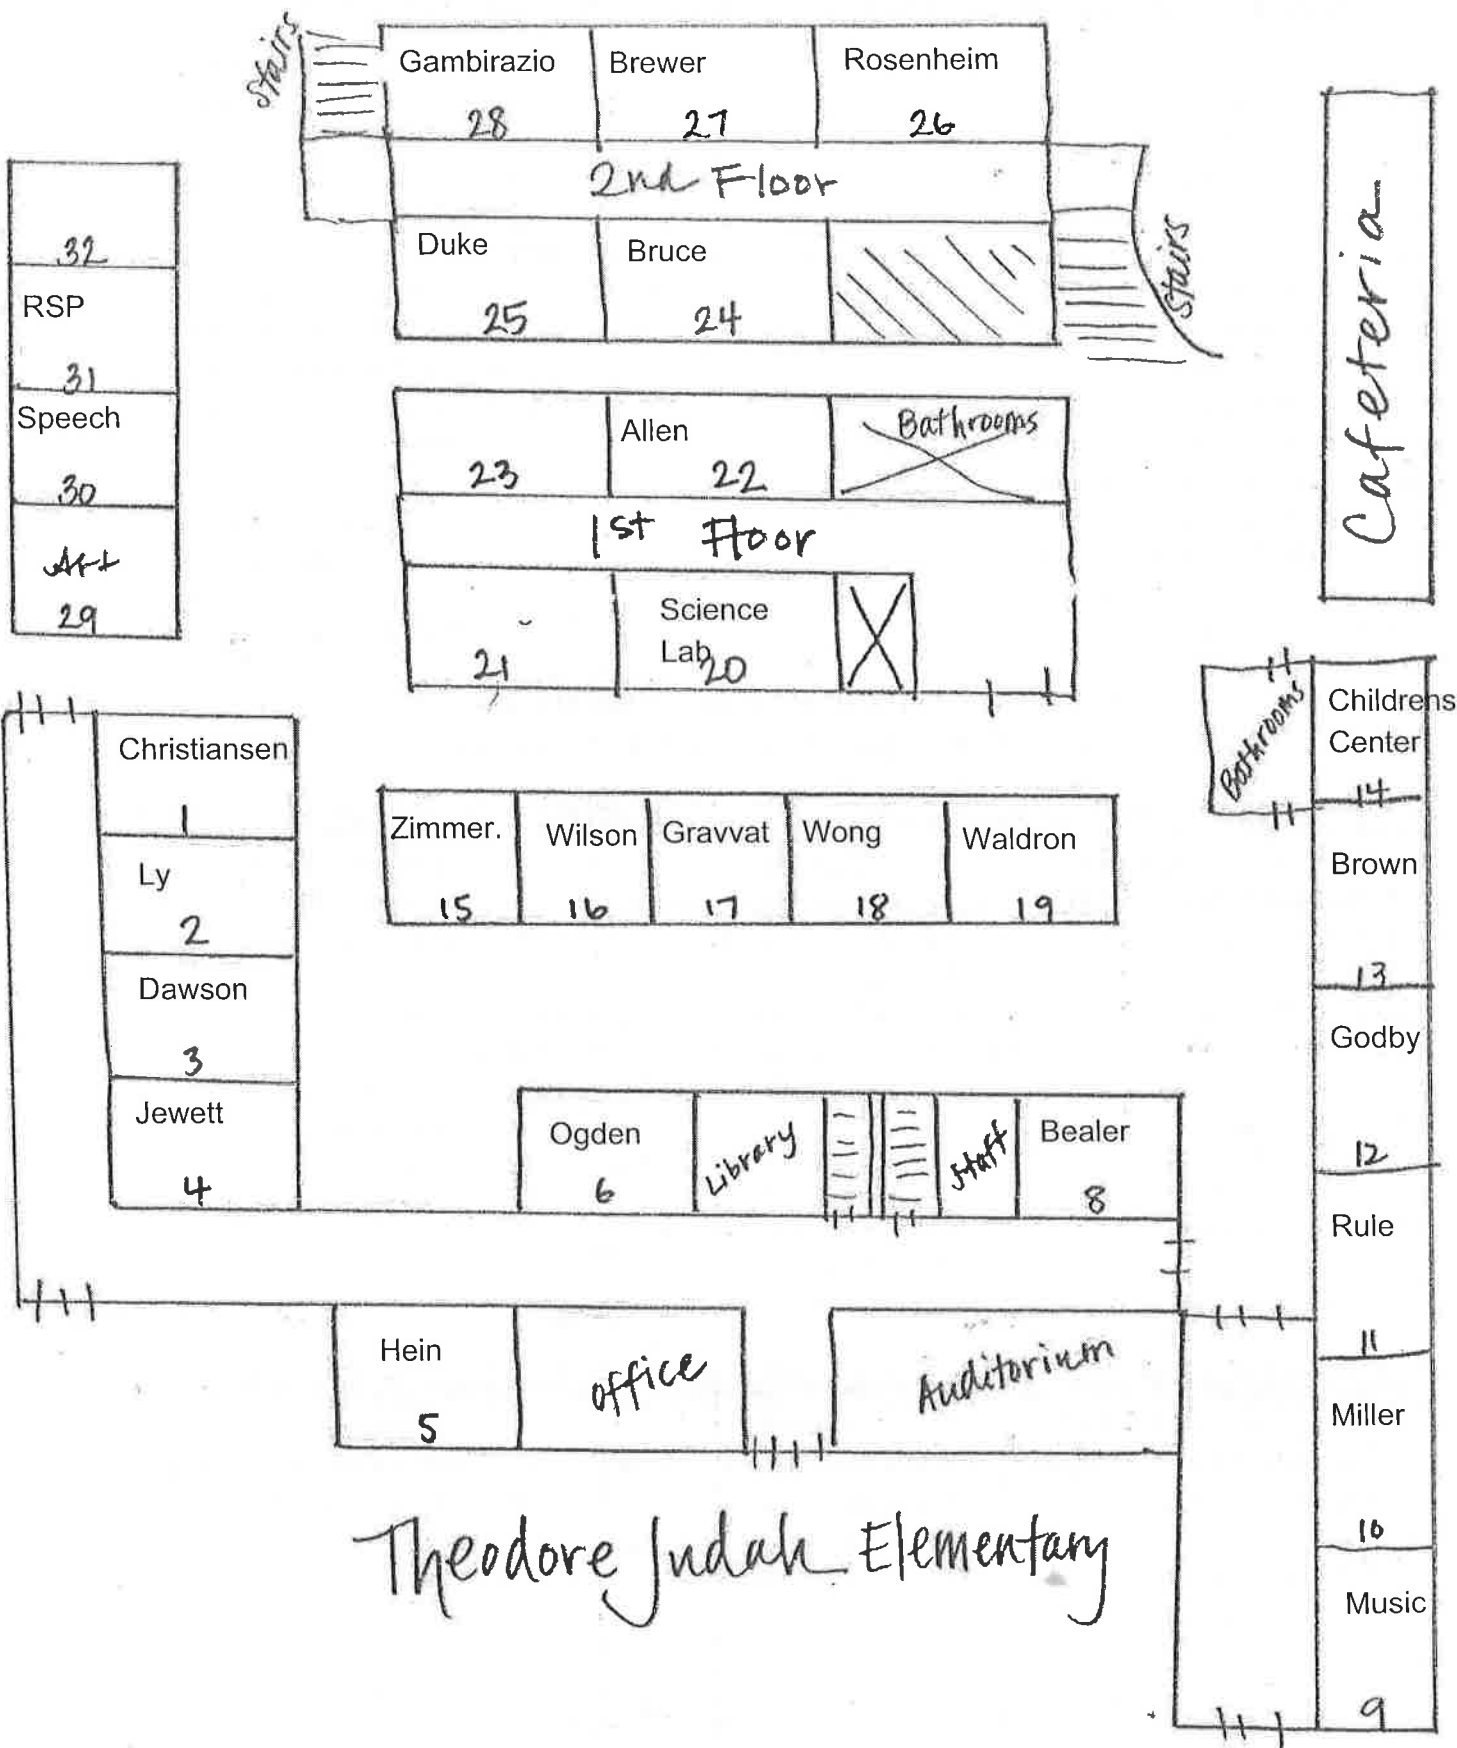 Stairs
Gambirazio
28
Brewer
27
Rosenheim
26
2nd Floor
Duke
25
Bruce
24
Stairs
Cafeteria
32
RSP
31
Speech
30
Art
29
23
Allen
22
Bathrooms
1st Floor
21
Science
Lab
20
Christiansen
1
Ly
2
Dawson
3
Jewett
4
Zimmer.
15
Wilson
16
Gravvat
17
Wong
18
Waldron
19
Bathrooms
Childrens
Center
14
Brown
13
Godby
12
Rule
11
Miller
10
Music
9
Ogden
6
Library
Staff
Bealer
8
Hein
5
Office
Auditorium
Theodore Judah Elementary